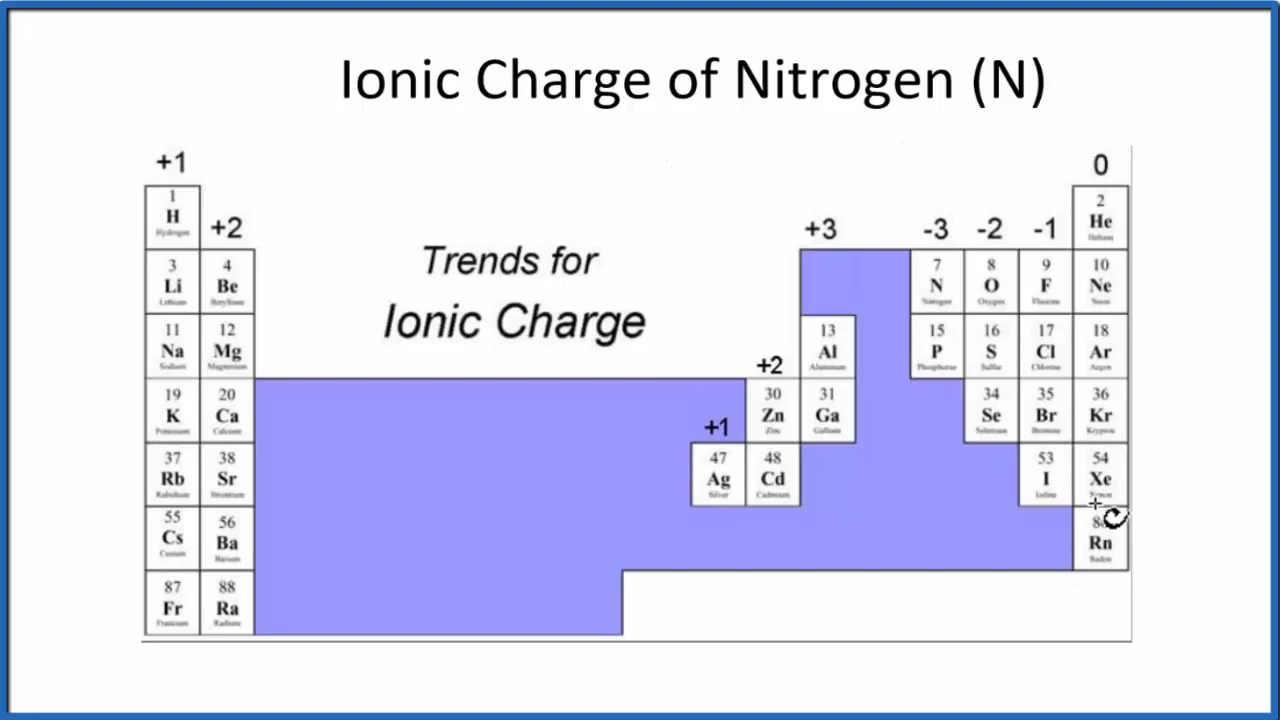 Ionic Charge of Nitrogen (N)
+1 0
1 2
H He
Hydrogen Helium
+2 +3 -3 -2 -1
Trends for
Ionic Charge
3 4 7 8 9 10
Li Be N O F Ne
Lithium Beryllium Nitrogen Oxygen Fluorine Neon
11 12 13 15 16 17 18
Na Mg Al P S Cl Ar
Sodium Magnesium Aluminum Phosphorus Sulfur Chlorine Argon
+2
19 20 30 31 34 35 36
K Ca Zn Ga Se Br Kr
Potassium Calcium Zinc Gallium Selenium Bromine Krypton
+1
37 38 47 48 53 54
Rb Sr Ag Cd I Xe
Rubidium Strontium Silver Cadmium Iodine Xenon
55 56
Cs Ba Rn
Cesium Barium Radon
87 88
Fr Ra
Francium Radium